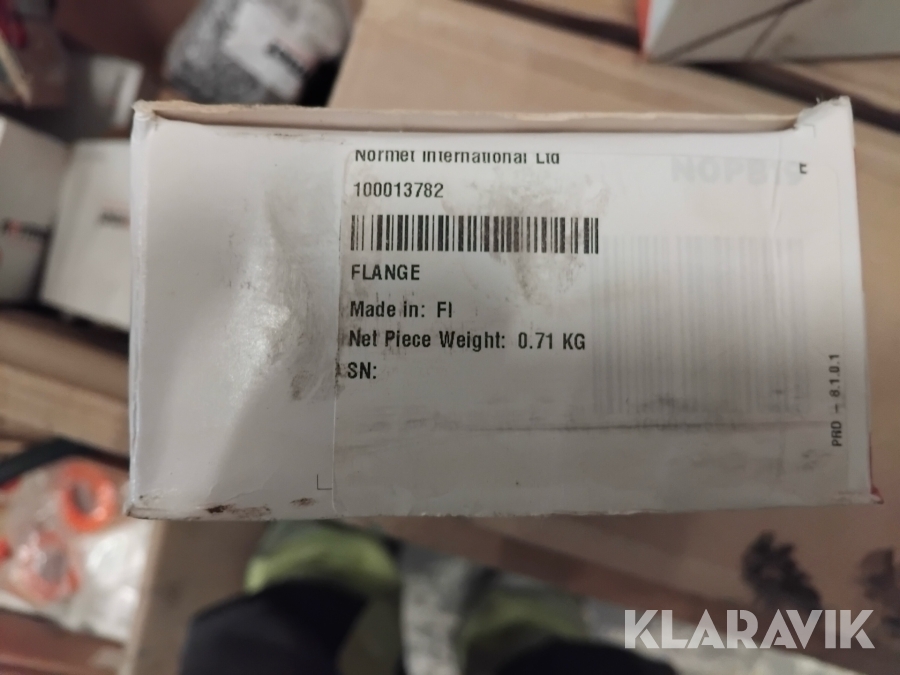 Normet International Ltd
100013782
FLANGE
Made in: FI
Net Piece Weight: 0.71 KG
SN:
PRD - 8.1.0.1
KLARAVIK